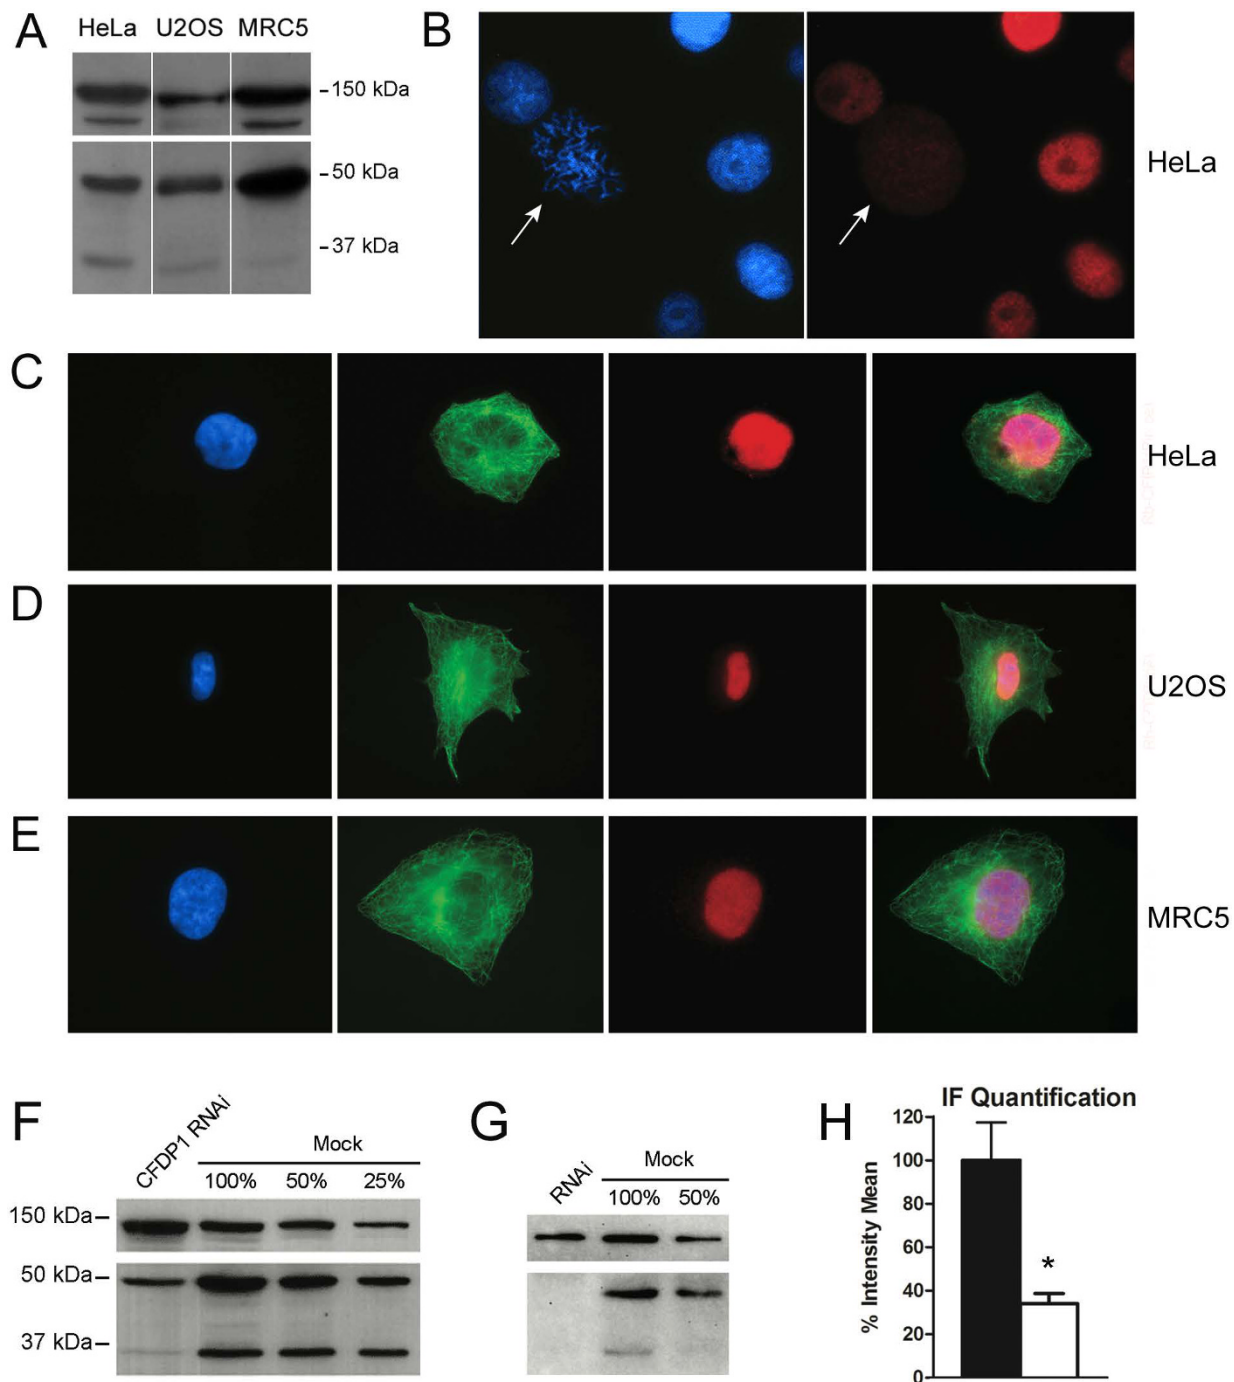 A
HeLa U2OS MRC5
150 kDa
50 kDa
37 kDa
B
HeLa
C
HeLa
D
U2OS
E
MRC5
F
CFDP1 RNAi
Mock
100% 50% 25%
150 kDa
50 kDa
37 kDa
G
RNAi
Mock
100% 50%
H
IF Quantification
% Intensity Mean
120
100
80
60
40
20
0
*